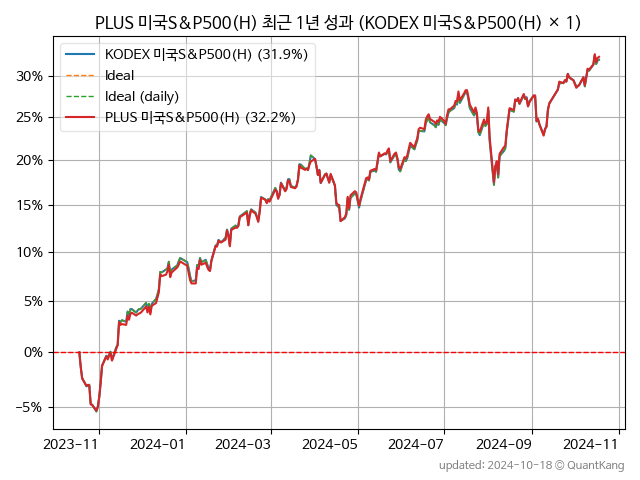 PLUS 미국S&P500(H) 최근 1년 성과 (KODEX 미국S&P500(H) × 1)
KODEX 미국S&P500(H) (31.9%)
Ideal
Ideal (daily)
PLUS 미국S&P500(H) (32.2%)
30%
25%
20%
15%
10%
5%
0%
−5%
2023-11 2024-01 2024-03 2024-05 2024-07 2024-09 2024-11
updated: 2024-10-18 © QuantKang